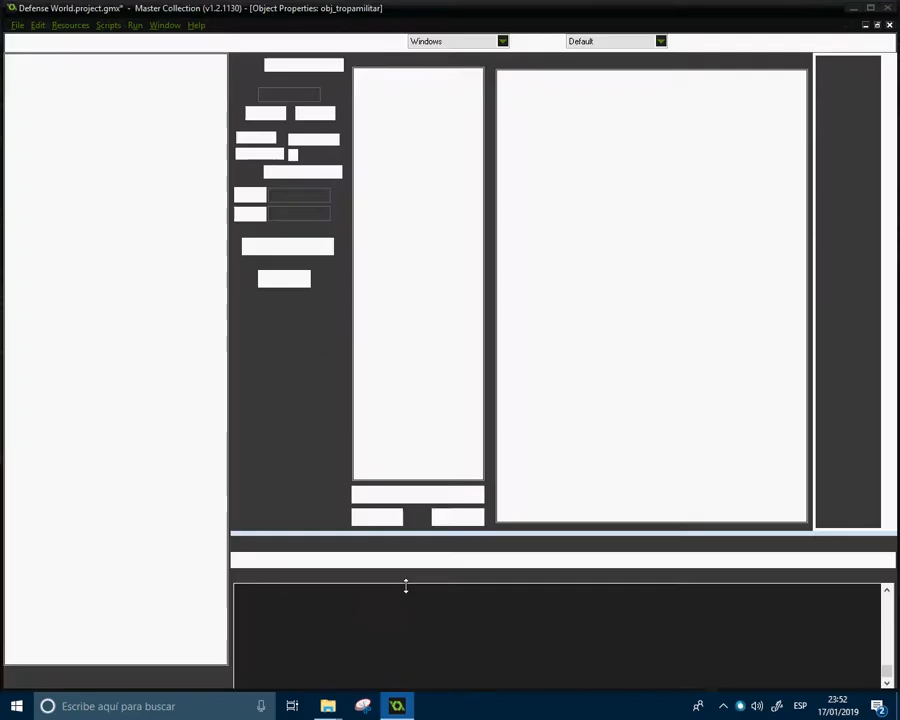 Defense World.project.gmx* - Master Collection (v1.2.1130) - [Object Properties: obj_tropamilitar]
File Edit Resources Scripts Run Window Help
Windows Default
Escribe aquí para buscar
ESP
23:52
17/01/2019
2